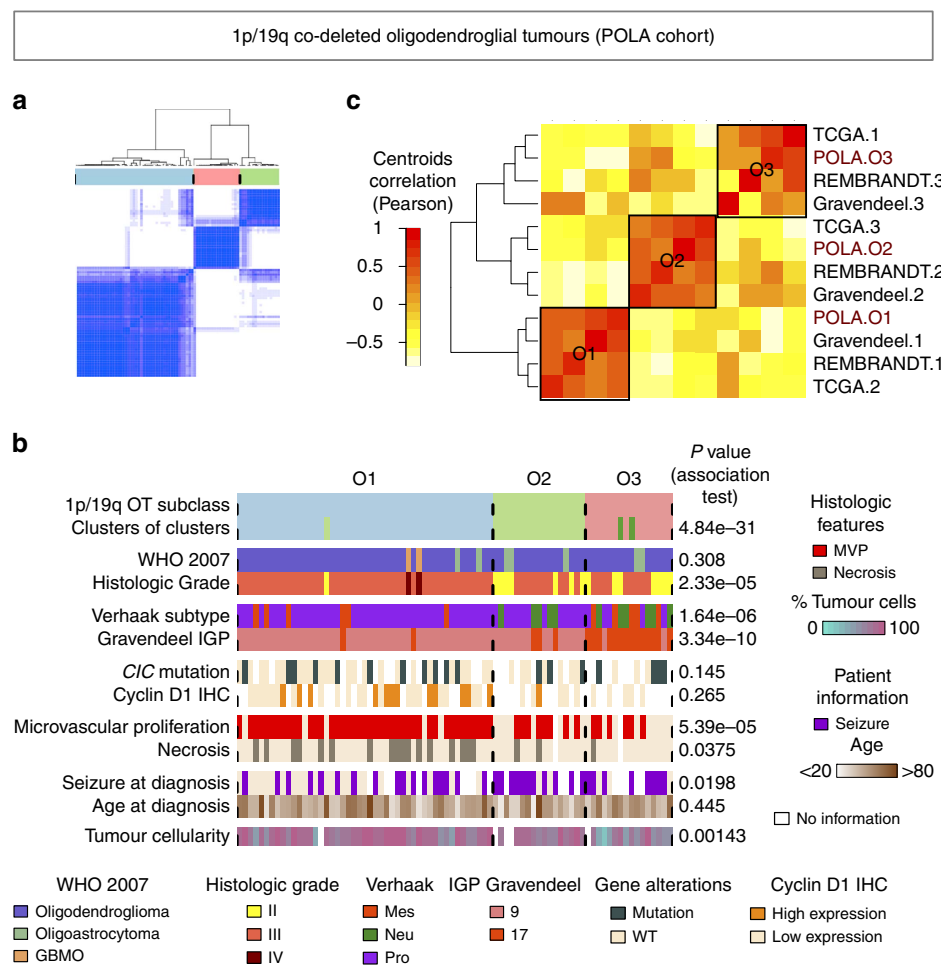 1p/19q co-deleted oligodendroglial tumours (POLA cohort)
a
c
Centroids
correlation
(Pearson)
1
0.5
0
–0.5
O3
O2
O1
TCGA.1
POLA.O3
REMBRANDT.3
Gravendeel.3
TCGA.3
POLA.O2
REMBRANDT.2
Gravendeel.2
POLA.O1
Gravendeel.1
REMBRANDT.1
TCGA.2
b
O1 O2 O3
P value
(association
test)
1p/19q OT subclass
Clusters of clusters 4.84e–31
WHO 2007 0.308
Histologic Grade 2.33e–05
Verhaak subtype 1.64e–06
Gravendeel IGP 3.34e–10
CIC mutation 0.145
Cyclin D1 IHC 0.265
Microvascular proliferation 5.39e–05
Necrosis 0.0375
Seizure at diagnosis 0.0198
Age at diagnosis 0.445
Tumour cellularity 0.00143
Histologic
features
MVP
Necrosis
% Tumour cells
0 100
Patient
information
Seizure
Age
<20 >80
No information
WHO 2007
Oligodendroglioma
Oligoastrocytoma
GBMO
Histologic grade
II
III
IV
Verhaak
Mes
Neu
Pro
IGP Gravendeel
9
17
Gene alterations
Mutation
WT
Cyclin D1 IHC
High expression
Low expression